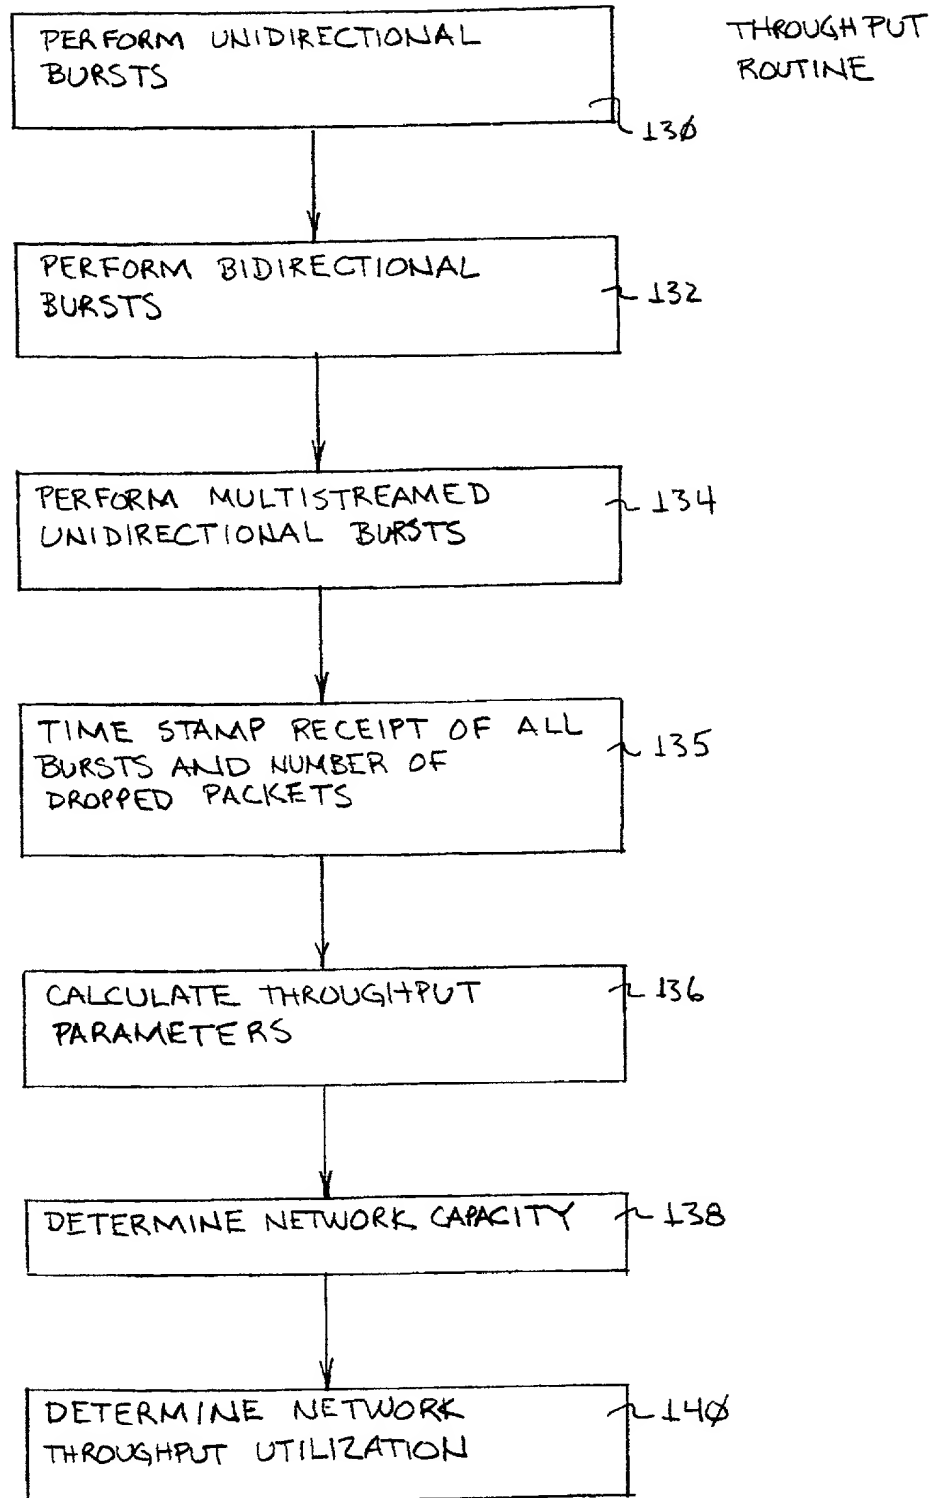 THROUGHPUT
ROUTINE
PERFORM UNIDIRECTIONAL
BURSTS
130
PERFORM BIDIRECTIONAL
BURSTS
132
PERFORM MULTISTREAMED
UNIDIRECTIONAL BURSTS
134
TIME STAMP RECEIPT OF ALL
BURSTS AND NUMBER OF
DROPPED PACKETS
135
CALCULATE THROUGHPUT
PARAMETERS
136
DETERMINE NETWORK CAPACITY
138
DETERMINE NETWORK
THROUGHPUT UTILIZATION
140